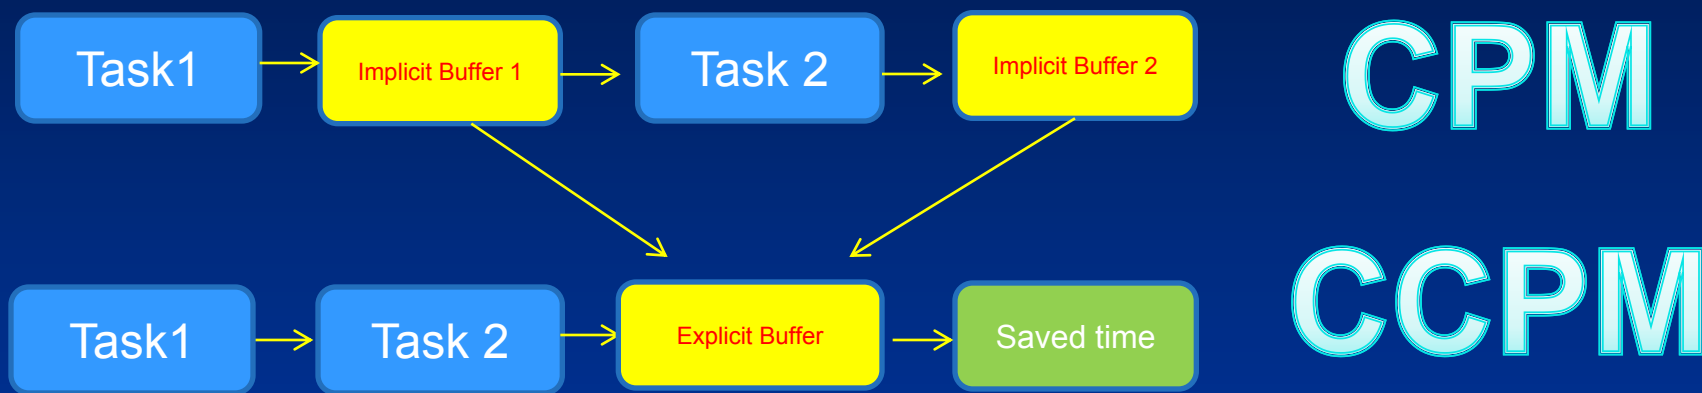 Task1
Implicit Buffer 1
Task 2
Implicit Buffer 2
CPM
Task1
Task 2
Explicit Buffer
Saved time
CCPM